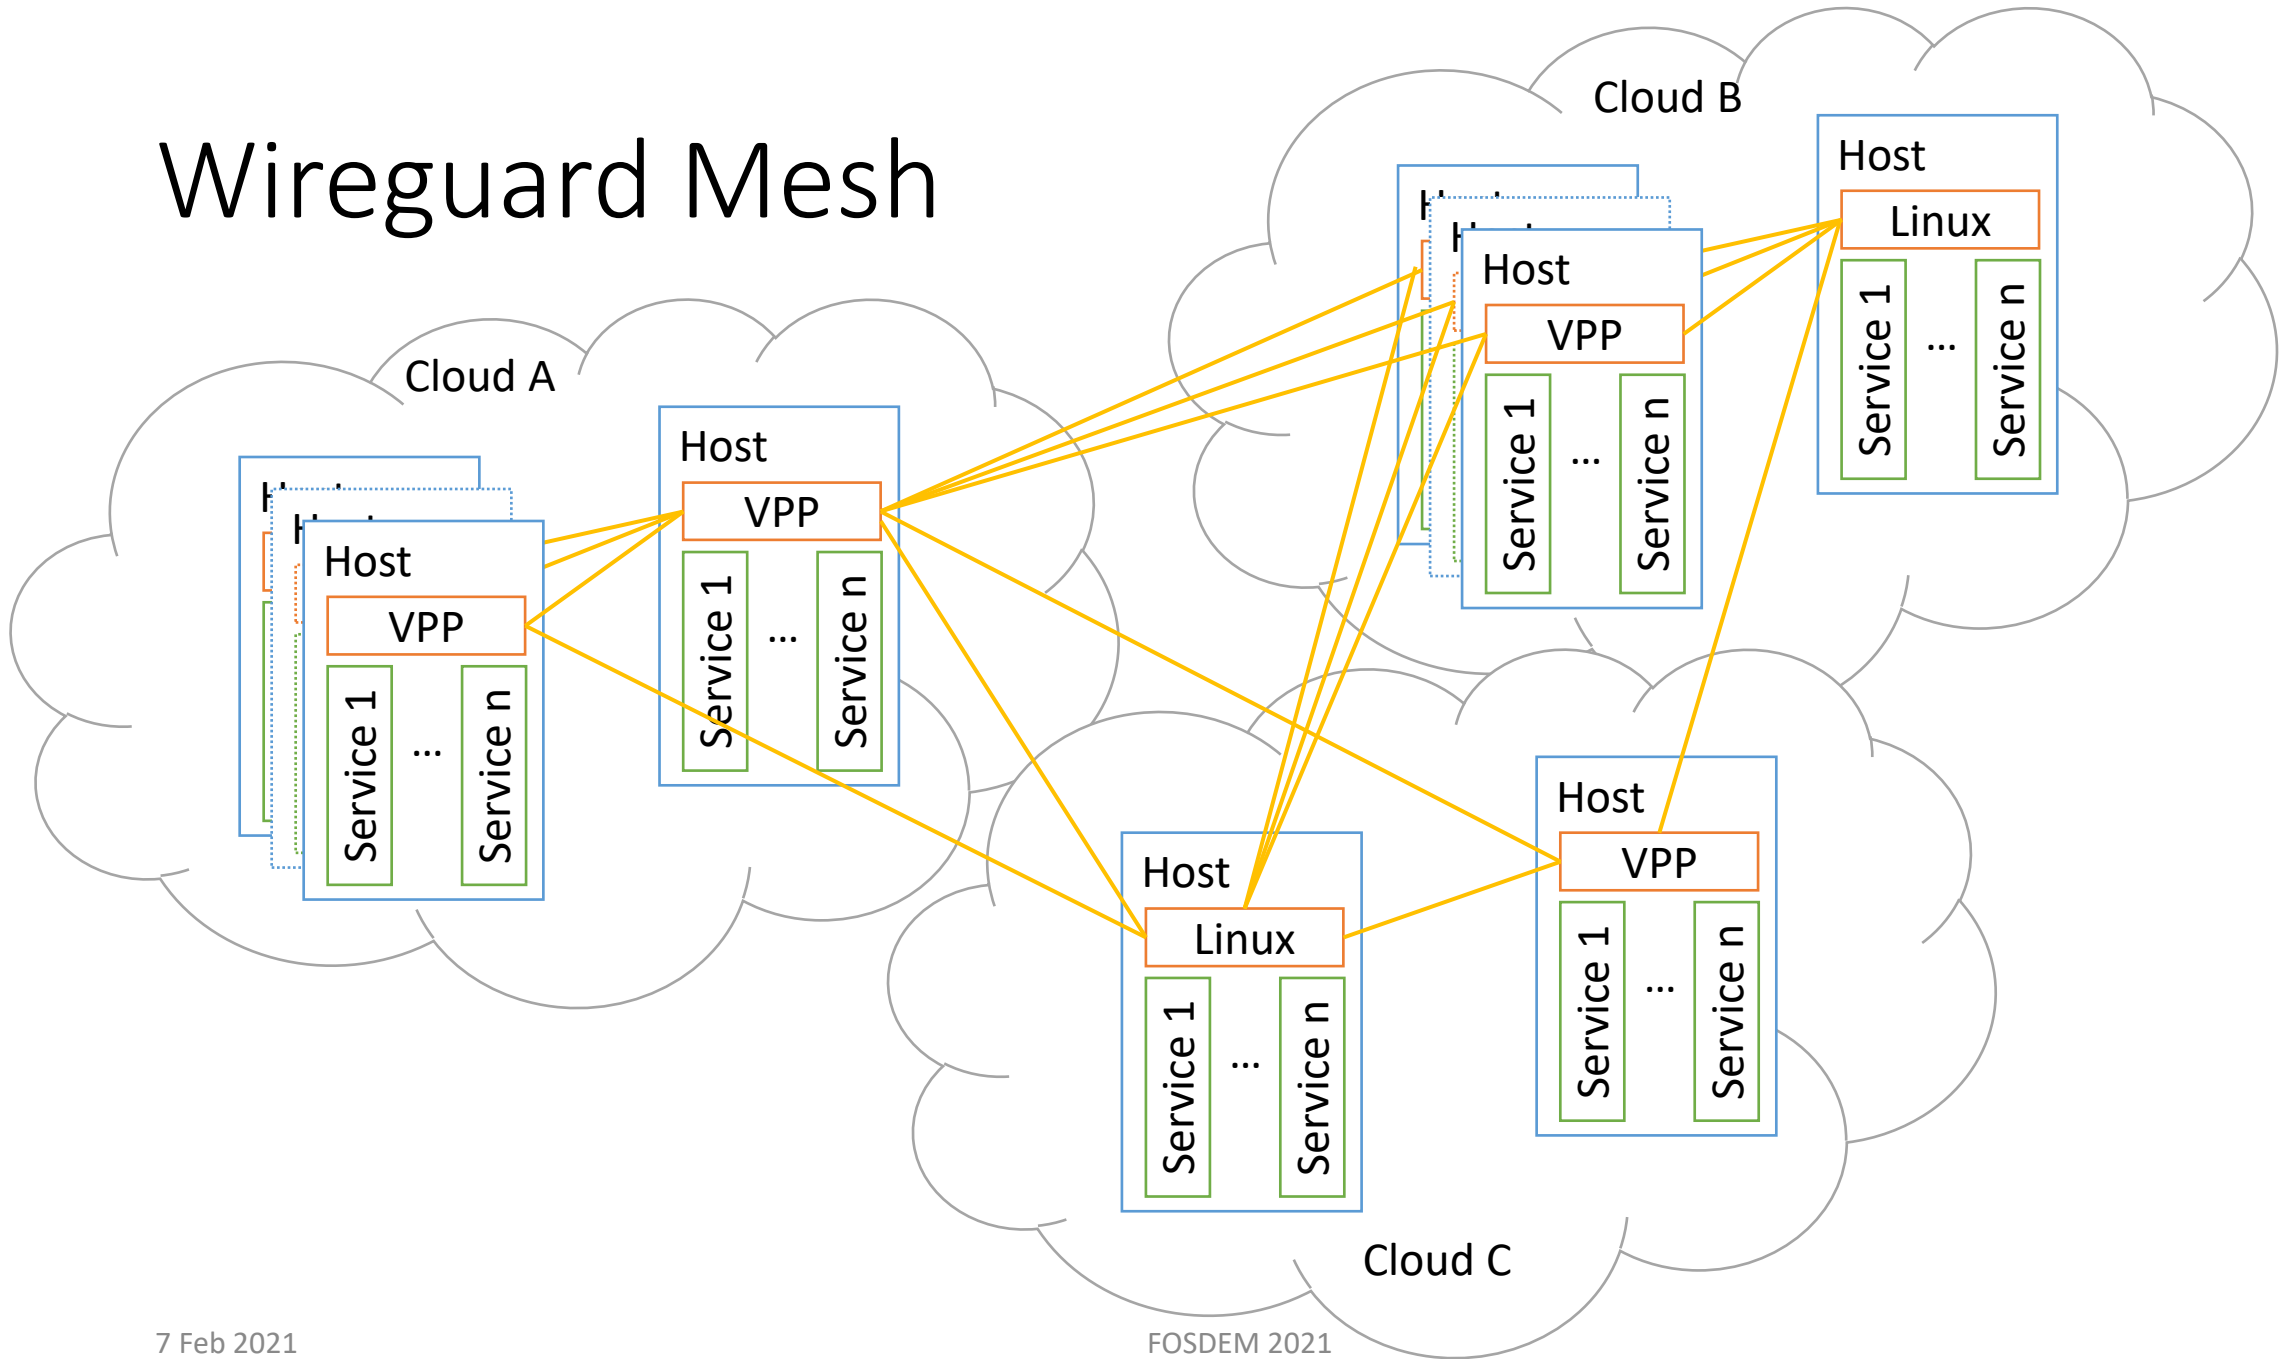 Wireguard Mesh
Cloud A
Host
VPP
Service 1
...
Service n
Host
VPP
Service 1
...
Service n
Cloud B
Host
VPP
Service 1
...
Service n
Host
Linux
Service 1
...
Service n
Host
Linux
Service 1
...
Service n
Host
VPP
Service 1
...
Service n
Cloud C
7 Feb 2021
FOSDEM 2021